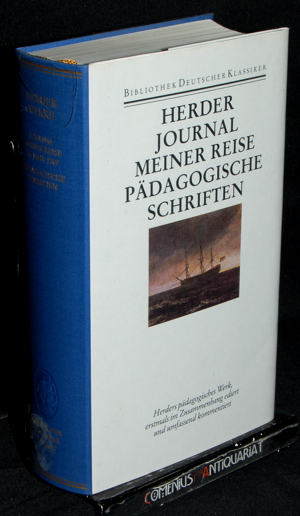 BIBLIOTHEK DEUTSCHER KLASSIKER
HERDER
JOURNAL
MEINER REISE
PÄDAGOGISCHE
SCHRIFTEN
Herders pädagogisches Werk,
erstmals im Zusammenhang ediert
und umfassend kommentiert
COMENIUS ANTIQUARIAT